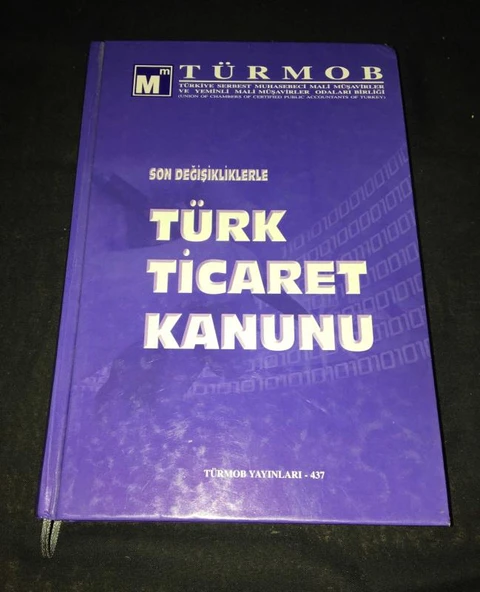 Mm
TÜRMOB
TÜRKİYE SERBEST MUHASEBECİ MALİ MÜŞAVİRLER
VE YEMİNLİ MALİ MÜŞAVİRLER ODALARI BİRLİĞİ
(UNION OF CHAMBERS OF CERTIFIED PUBLIC ACCOUNTANTS OF TURKEY)
SON DEĞİŞİKLİKLERLE
TÜRK
TİCARET
KANUNU
TÜRMOB YAYINLARI - 437